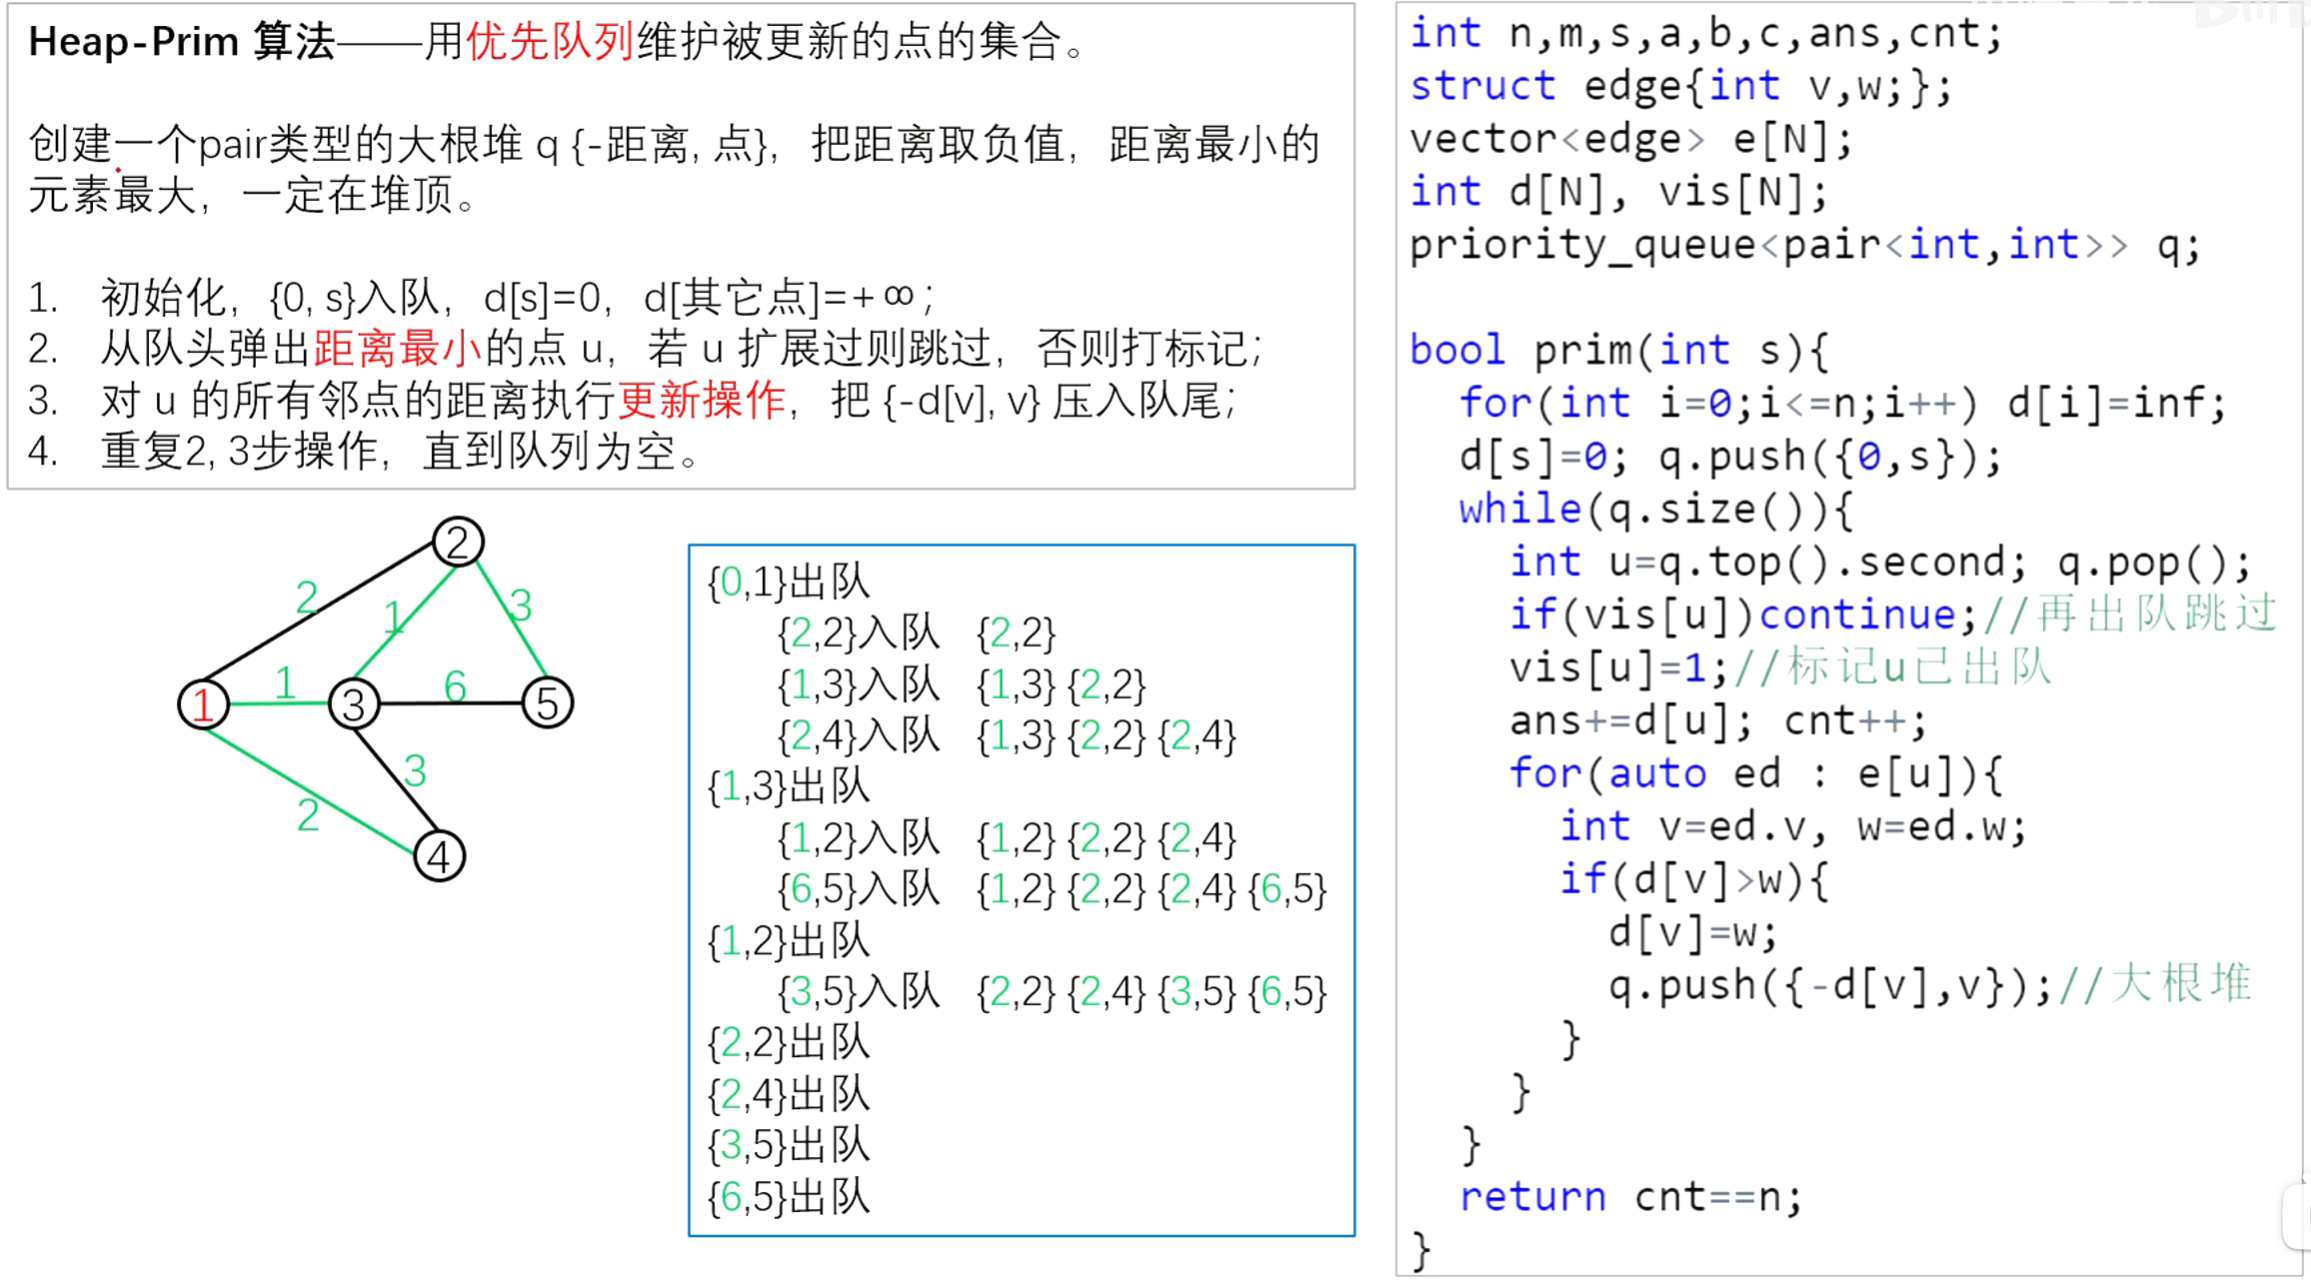 Heap-Prim 算法——用优先队列维护被更新的点的集合。
创建一个pair类型的大根堆 q {-距离, 点}，把距离取负值，距离最小的
元素最大，一定在堆顶。
1. 初始化，{0, s}入队，d[s]=0，d[其它点]=+∞；
2. 从队头弹出距离最小的点 u，若 u 扩展过则跳过，否则打标记；
3. 对 u 的所有邻点的距离执行更新操作，把 {-d[v], v} 压入队尾；
4. 重复2, 3步操作，直到队列为空。
2
2
1
3
1
1
3
6
5
3
2
4
{0,1}出队
{2,2}入队 {2,2}
{1,3}入队 {1,3} {2,2}
{2,4}入队 {1,3} {2,2} {2,4}
{1,3}出队
{1,2}入队 {1,2} {2,2} {2,4}
{6,5}入队 {1,2} {2,2} {2,4} {6,5}
{1,2}出队
{3,5}入队 {2,2} {2,4} {3,5} {6,5}
{2,2}出队
{2,4}出队
{3,5}出队
{6,5}出队
int n,m,s,a,b,c,ans,cnt;
struct edge{int v,w;};
vector<edge> e[N];
int d[N], vis[N];
priority_queue<pair<int,int>> q;
bool prim(int s){
for(int i=0;i<=n;i++) d[i]=inf;
d[s]=0; q.push({0,s});
while(q.size()){
int u=q.top().second; q.pop();
if(vis[u])continue;//再出队跳过
vis[u]=1;//标记u已出队
ans+=d[u]; cnt++;
for(auto ed : e[u]){
int v=ed.v, w=ed.w;
if(d[v]>w){
d[v]=w;
q.push({-d[v],v});//大根堆
}
}
}
return cnt==n;
}